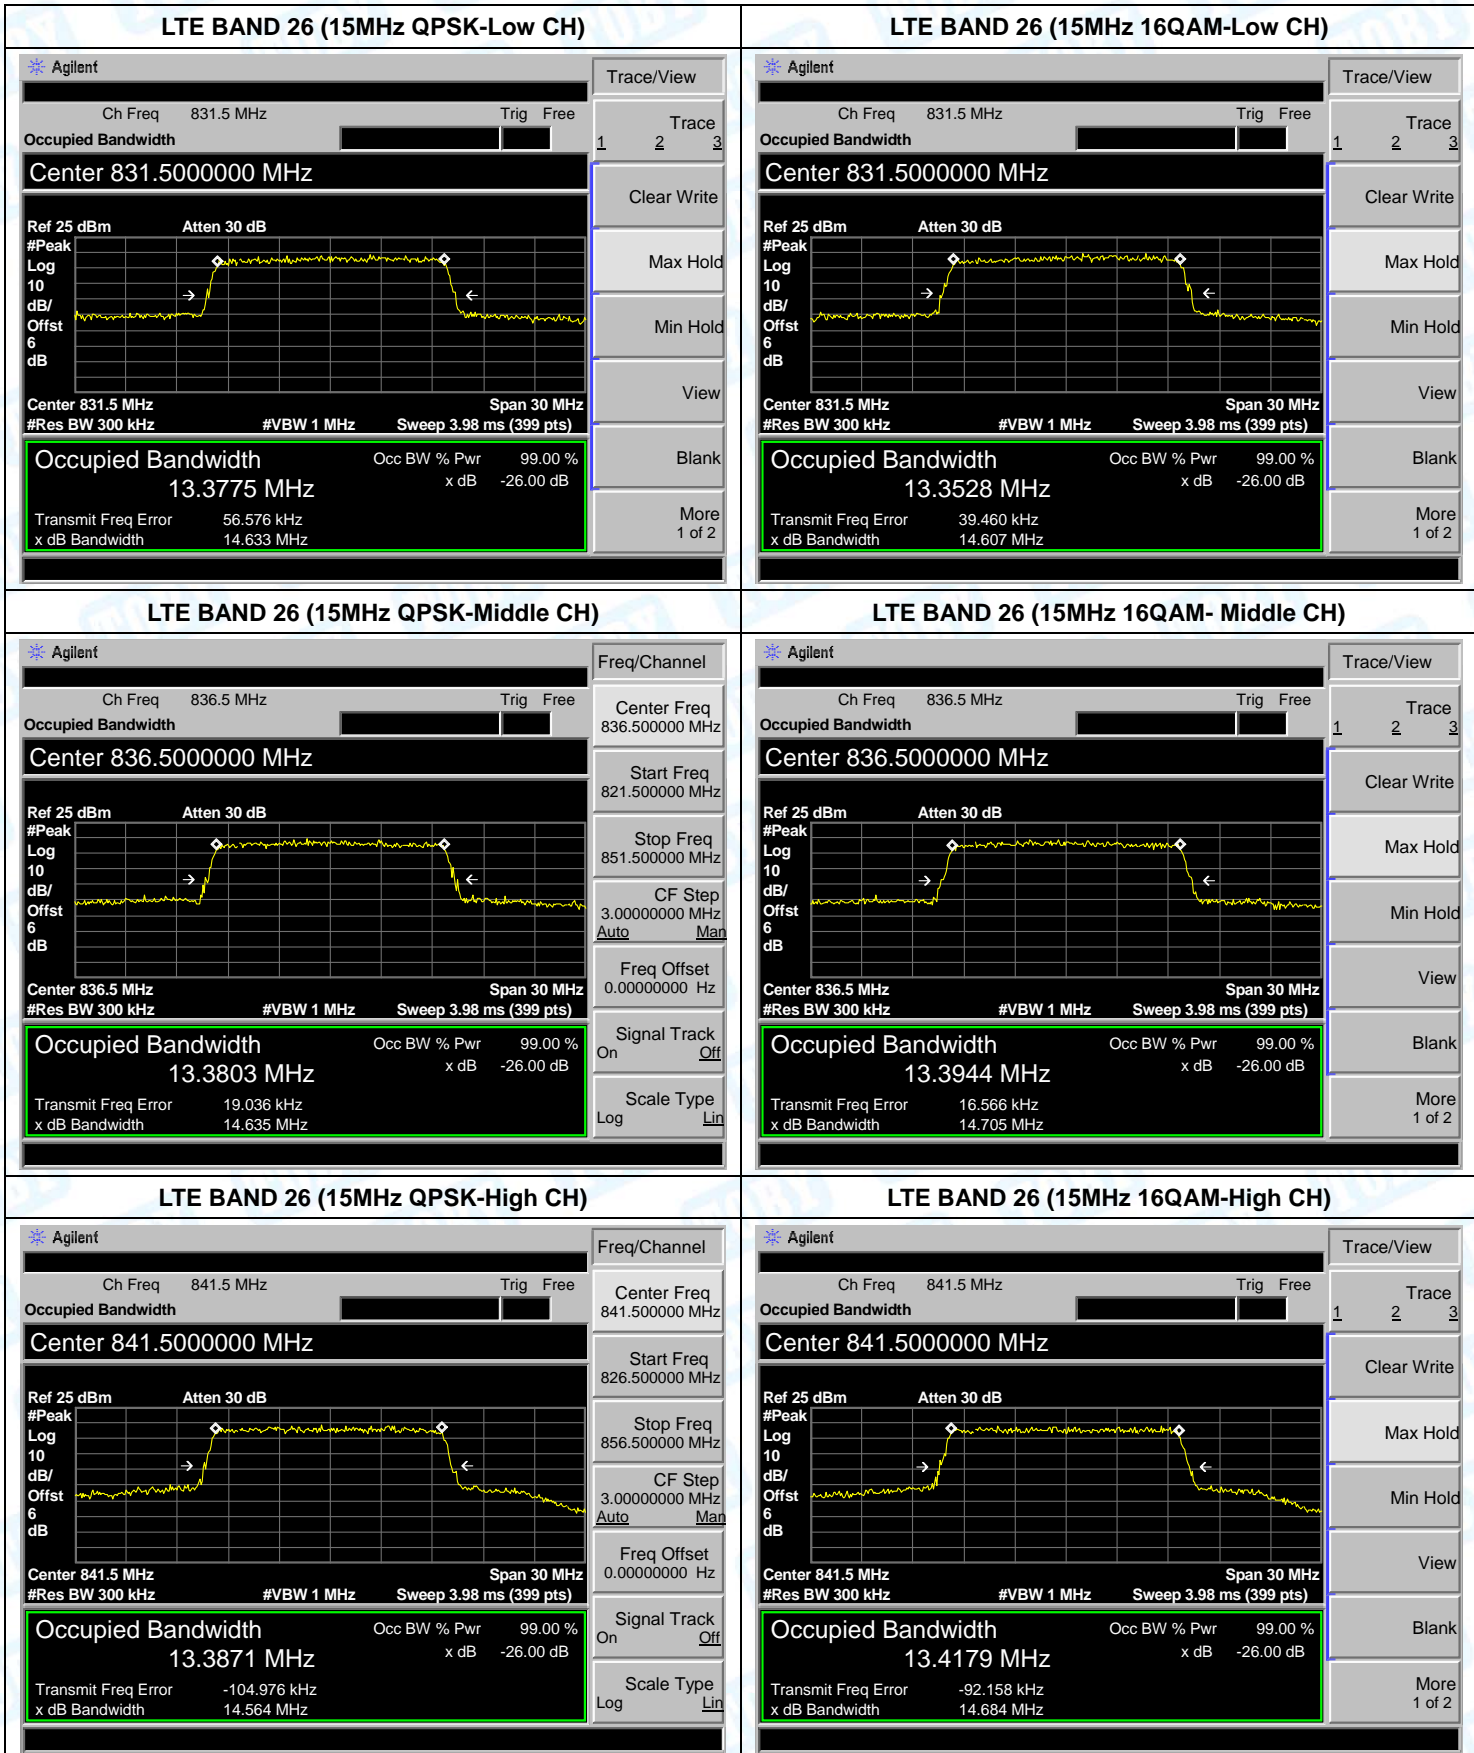 LTE BAND 26 (15MHz QPSK-Low CH)
Agilent
Trace/View
Ch Freq 831.5 MHz Trig Free
Occupied Bandwidth
Trace
1 2 3
Center 831.5000000 MHz
Clear Write
Ref 25 dBm Atten 30 dB
#Peak
Log
10
dB/
Offst
6
dB
Max Hold
Min Hold
View
Center 831.5 MHz Span 30 MHz
#Res BW 300 kHz #VBW 1 MHz Sweep 3.98 ms (399 pts)
Occupied Bandwidth Occ BW % Pwr 99.00 %
13.3775 MHz x dB -26.00 dB
Blank
Transmit Freq Error 56.576 kHz
x dB Bandwidth 14.633 MHz
More
1 of 2
LTE BAND 26 (15MHz 16QAM-Low CH)
Agilent
Trace/View
Ch Freq 831.5 MHz Trig Free
Occupied Bandwidth
Trace
1 2 3
Center 831.5000000 MHz
Clear Write
Ref 25 dBm Atten 30 dB
#Peak
Log
10
dB/
Offst
6
dB
Max Hold
Min Hold
View
Center 831.5 MHz Span 30 MHz
#Res BW 300 kHz #VBW 1 MHz Sweep 3.98 ms (399 pts)
Occupied Bandwidth Occ BW % Pwr 99.00 %
13.3528 MHz x dB -26.00 dB
Blank
Transmit Freq Error 39.460 kHz
x dB Bandwidth 14.607 MHz
More
1 of 2
LTE BAND 26 (15MHz QPSK-Middle CH)
Agilent
Freq/Channel
Ch Freq 836.5 MHz Trig Free
Occupied Bandwidth
Center Freq
836.500000 MHz
Center 836.5000000 MHz
Start Freq
821.500000 MHz
Ref 25 dBm Atten 30 dB
#Peak
Log
10
dB/
Offst
6
dB
Stop Freq
851.500000 MHz
CF Step
3.00000000 MHz
Auto Man
Freq Offset
0.00000000 Hz
Center 836.5 MHz Span 30 MHz
#Res BW 300 kHz #VBW 1 MHz Sweep 3.98 ms (399 pts)
Occupied Bandwidth Occ BW % Pwr 99.00 %
13.3803 MHz x dB -26.00 dB
Signal Track
On Off
Transmit Freq Error 19.036 kHz
x dB Bandwidth 14.635 MHz
Scale Type
Log Lin
LTE BAND 26 (15MHz 16QAM- Middle CH)
Agilent
Trace/View
Ch Freq 836.5 MHz Trig Free
Occupied Bandwidth
Trace
1 2 3
Center 836.5000000 MHz
Clear Write
Ref 25 dBm Atten 30 dB
#Peak
Log
10
dB/
Offst
6
dB
Max Hold
Min Hold
View
Center 836.5 MHz Span 30 MHz
#Res BW 300 kHz #VBW 1 MHz Sweep 3.98 ms (399 pts)
Occupied Bandwidth Occ BW % Pwr 99.00 %
13.3944 MHz x dB -26.00 dB
Blank
Transmit Freq Error 16.566 kHz
x dB Bandwidth 14.705 MHz
More
1 of 2
LTE BAND 26 (15MHz QPSK-High CH)
Agilent
Freq/Channel
Ch Freq 841.5 MHz Trig Free
Occupied Bandwidth
Center Freq
841.500000 MHz
Center 841.5000000 MHz
Start Freq
826.500000 MHz
Ref 25 dBm Atten 30 dB
#Peak
Log
10
dB/
Offst
6
dB
Stop Freq
856.500000 MHz
CF Step
3.00000000 MHz
Auto Man
Freq Offset
0.00000000 Hz
Center 841.5 MHz Span 30 MHz
#Res BW 300 kHz #VBW 1 MHz Sweep 3.98 ms (399 pts)
Occupied Bandwidth Occ BW % Pwr 99.00 %
13.3871 MHz x dB -26.00 dB
Signal Track
On Off
Transmit Freq Error -104.976 kHz
x dB Bandwidth 14.564 MHz
Scale Type
Log Lin
LTE BAND 26 (15MHz 16QAM-High CH)
Agilent
Trace/View
Ch Freq 841.5 MHz Trig Free
Occupied Bandwidth
Trace
1 2 3
Center 841.5000000 MHz
Clear Write
Ref 25 dBm Atten 30 dB
#Peak
Log
10
dB/
Offst
6
dB
Max Hold
Min Hold
View
Center 841.5 MHz Span 30 MHz
#Res BW 300 kHz #VBW 1 MHz Sweep 3.98 ms (399 pts)
Occupied Bandwidth Occ BW % Pwr 99.00 %
13.4179 MHz x dB -26.00 dB
Blank
Transmit Freq Error -92.158 kHz
x dB Bandwidth 14.684 MHz
More
1 of 2